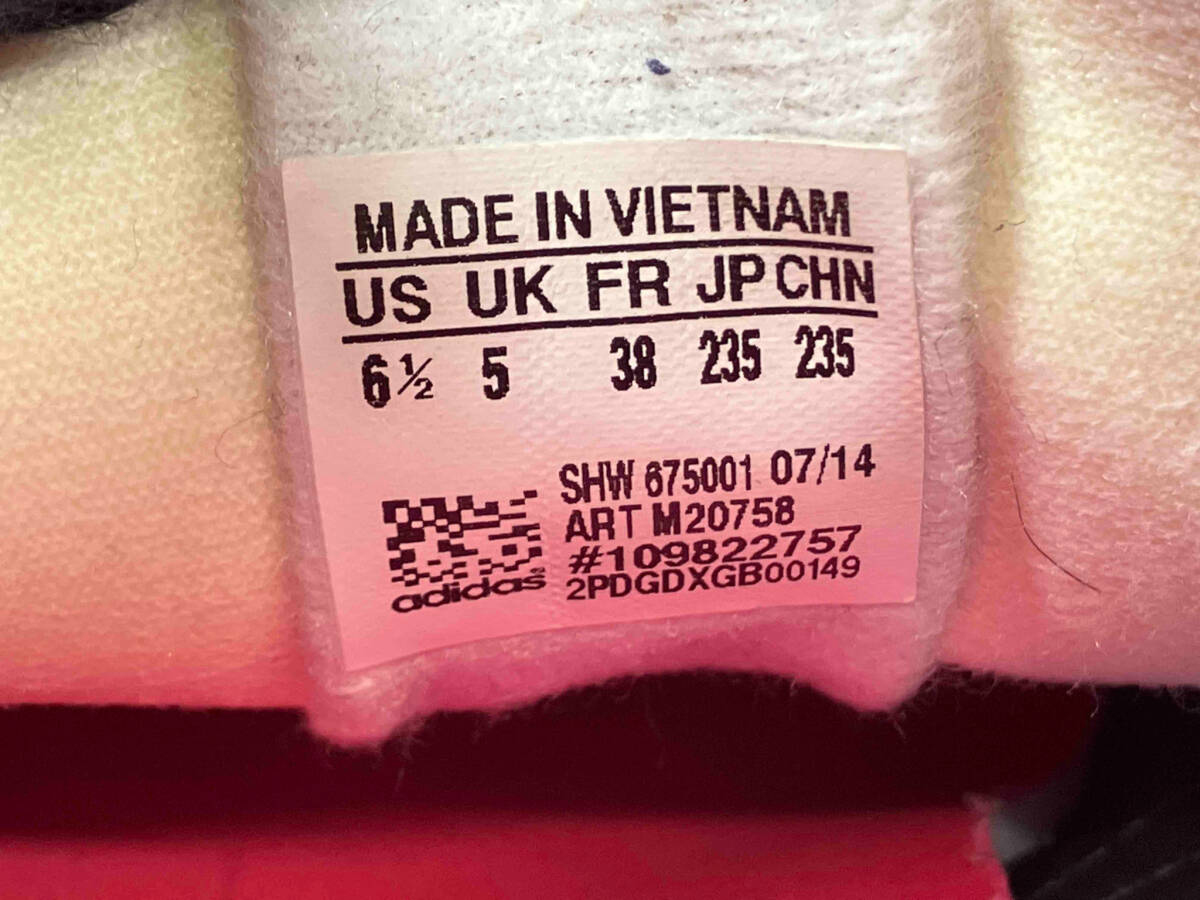 MADE IN VIETNAM
US UK FR JP CHN
6½ 5 38 235 235
SHW 675001 07/14
ART M20758
#109822757
2PDGDXGB00149
adidas